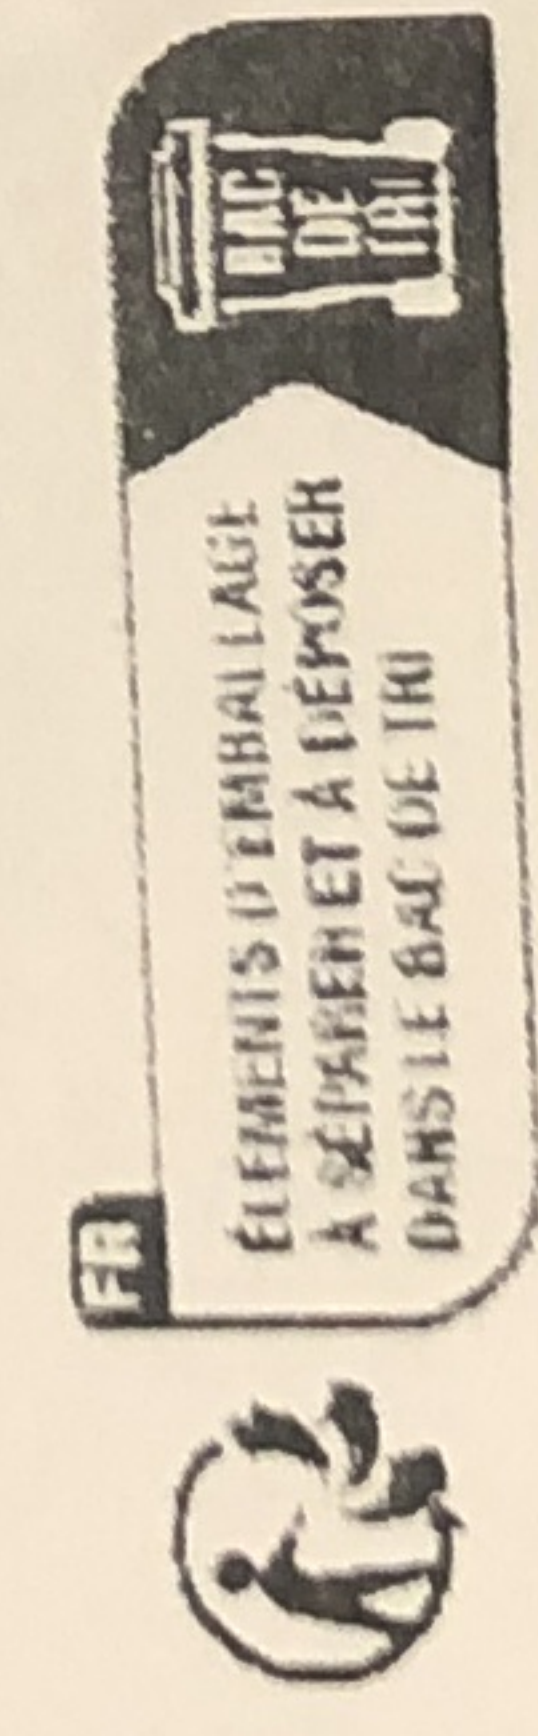 FR
ÉLÉMENTS D'EMBALLAGE
À SÉPARER ET À DÉPOSER
DANS LE BAC DE TRI
BAC
DE
TRI